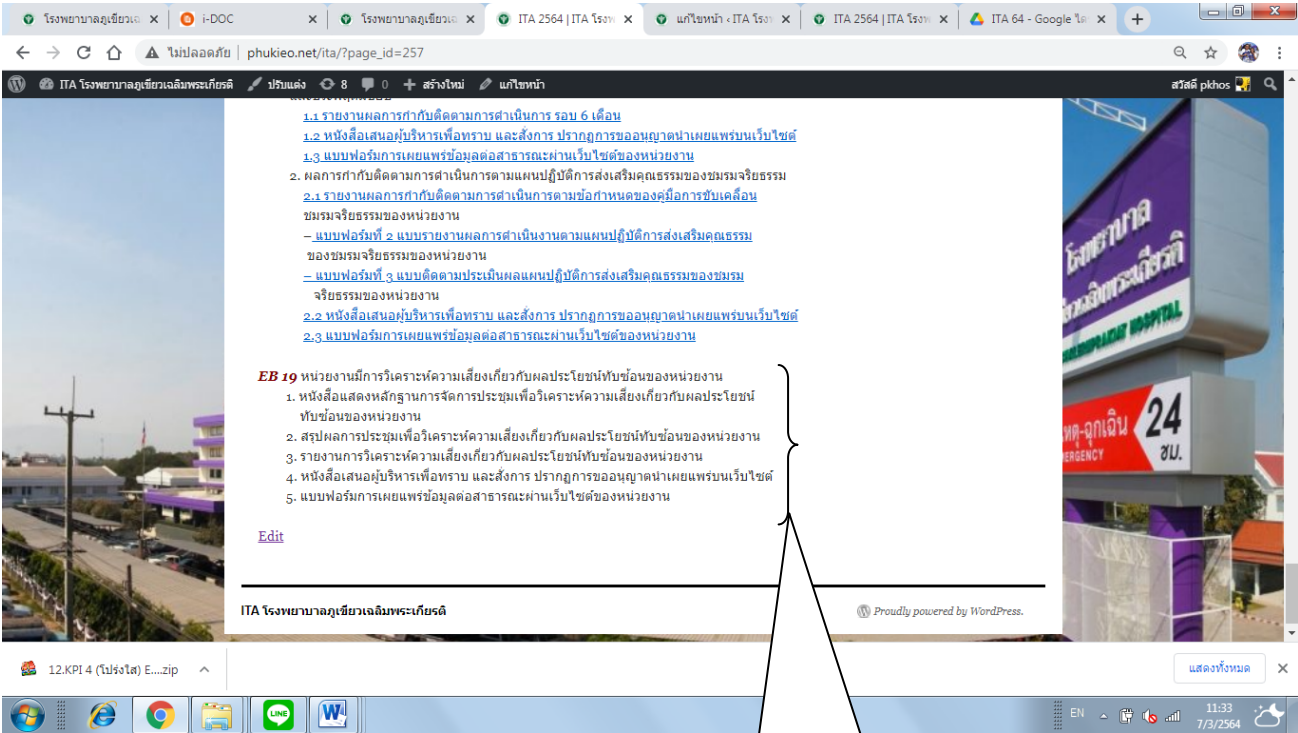 โรงพยาบาลภูเขียวเฉ
i-DOC
โรงพยาบาลภูเขียวเฉ
ITA 2564 | ITA โรงพ
แก้ไขหน้า ‹ ITA โรงพ
ITA 2564 | ITA โรงพ
ITA 64 - Google ไดร
ไม่ปลอดภัย | phukieo.net/ita/?page_id=257
ITA โรงพยาบาลภูเขียวเฉลิมพระเกียรติ ปรับแต่ง 8 0 + สร้างใหม่ แก้ไขหน้า สวัสดี pkhos
1.1 รายงานผลการกำกับติดตามการดำเนินการ รอบ 6 เดือน
1.2 หนังสือเสนอผู้บริหารเพื่อทราบ และสั่งการ ปรากฏการขออนุญาตนำเผยแพร่บนเว็บไซต์
1.3 แบบฟอร์มการเผยแพร่ข้อมูลต่อสาธารณะผ่านเว็บไซต์ของหน่วยงาน
2. ผลการกำกับติดตามการดำเนินการตามแผนปฏิบัติการส่งเสริมคุณธรรมของชมรมจริยธรรม
2.1 รายงานผลการกำกับติดตามการดำเนินการตามข้อกำหนดของคู่มือการขับเคลื่อน
ชมรมจริยธรรมของหน่วยงาน
– แบบฟอร์มที่ 2 แบบรายงานผลการดำเนินงานตามแผนปฏิบัติการส่งเสริมคุณธรรม
ของชมรมจริยธรรมของหน่วยงาน
– แบบฟอร์มที่ 3 แบบติดตามประเมินผลแผนปฏิบัติการส่งเสริมคุณธรรมของชมรม
จริยธรรมของหน่วยงาน
2.2 หนังสือเสนอผู้บริหารเพื่อทราบ และสั่งการ ปรากฏการขออนุญาตนำเผยแพร่บนเว็บไซต์
2.3 แบบฟอร์มการเผยแพร่ข้อมูลต่อสาธารณะผ่านเว็บไซต์ของหน่วยงาน
EB 19 หน่วยงานมีการวิเคราะห์ความเสี่ยงเกี่ยวกับผลประโยชน์ทับซ้อนของหน่วยงาน
1. หนังสือแสดงหลักฐานการจัดการประชุมเพื่อวิเคราะห์ความเสี่ยงเกี่ยวกับผลประโยชน์
ทับซ้อนของหน่วยงาน
2. สรุปผลการประชุมเพื่อวิเคราะห์ความเสี่ยงเกี่ยวกับผลประโยชน์ทับซ้อนของหน่วยงาน
3. รายงานการวิเคราะห์ความเสี่ยงเกี่ยวกับผลประโยชน์ทับซ้อนของหน่วยงาน
4. หนังสือเสนอผู้บริหารเพื่อทราบ และสั่งการ ปรากฏการขออนุญาตนำเผยแพร่บนเว็บไซต์
5. แบบฟอร์มการเผยแพร่ข้อมูลต่อสาธารณะผ่านเว็บไซต์ของหน่วยงาน
Edit
ITA โรงพยาบาลภูเขียวเฉลิมพระเกียรติ
Proudly powered by WordPress.
โรงพยาบาล
HOSPITAL
24
ชม.
12.KPI 4 (โปร่งใส) E....zip
แสดงทั้งหมด
LINE
EN
11:33
7/3/2564